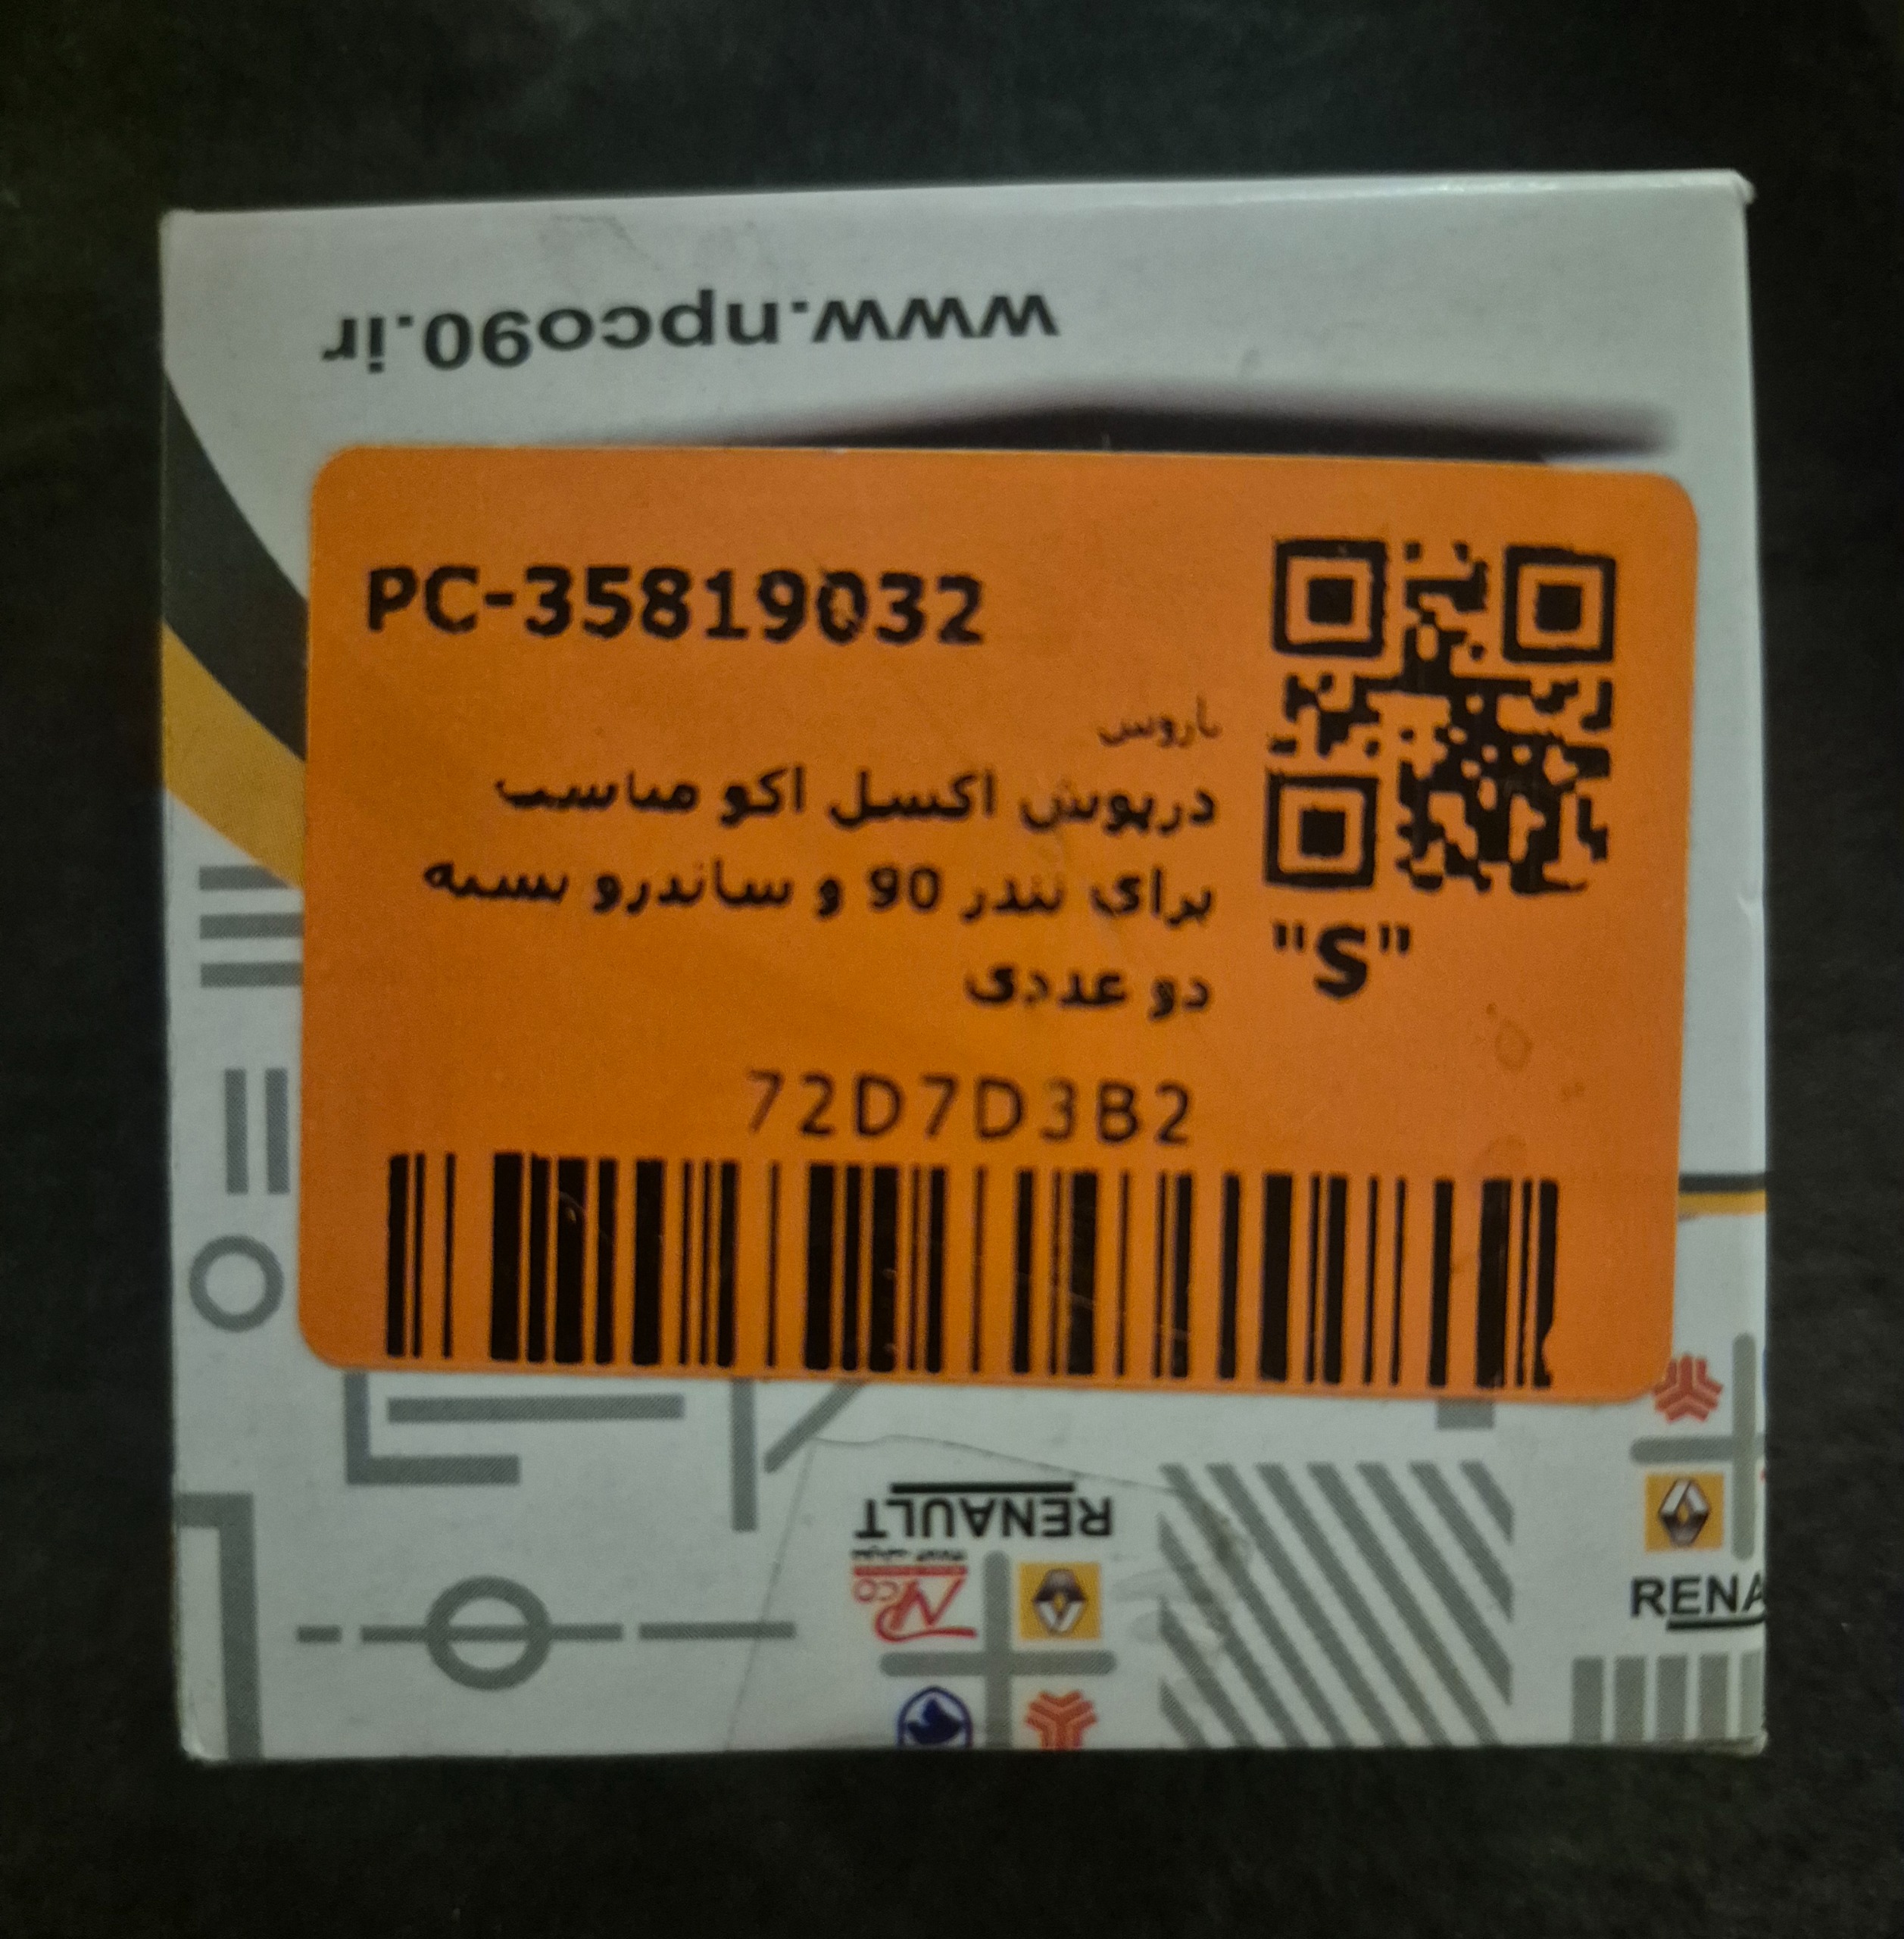 www.npco90.ir
PC-35819032
باروس
درپوش اکسل اکو مناسب
برای تندر 90 و ساندرو بسته
دو عددی
"S"
72D7D3B2
RENAULT
NPCO
RENA